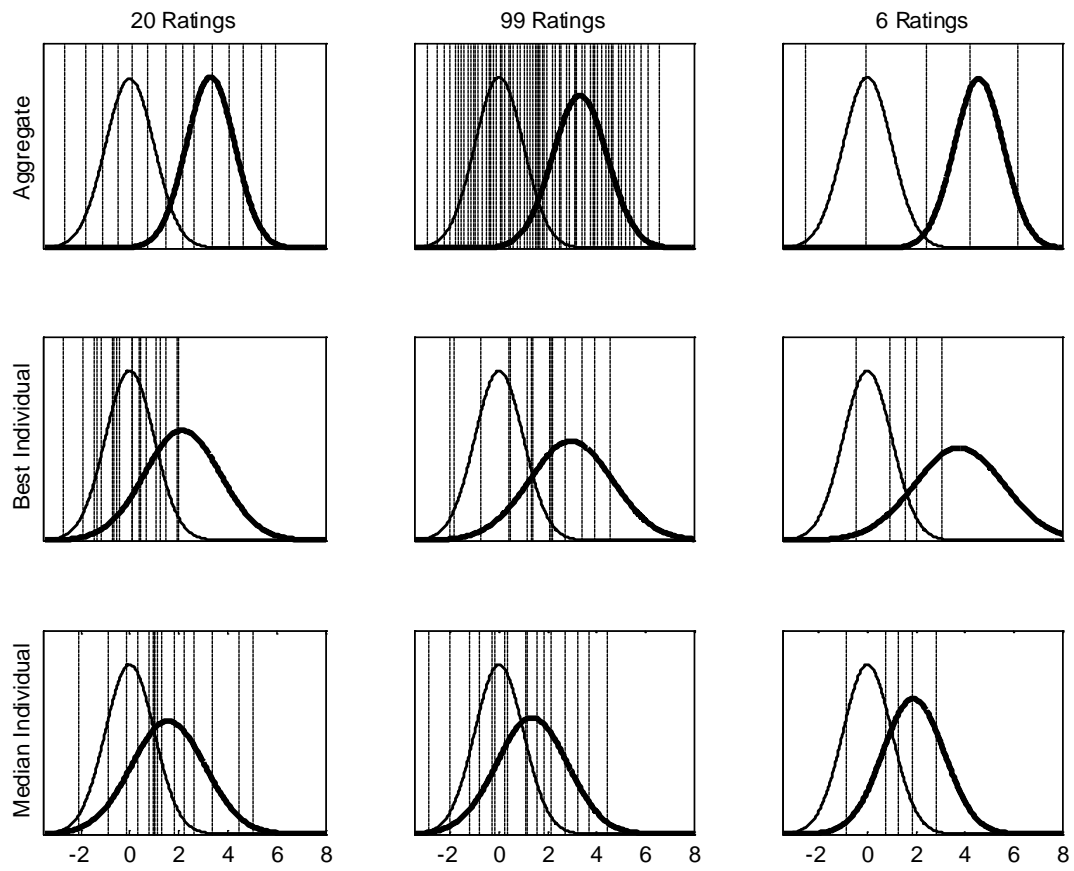 20 Ratings
99 Ratings
6 Ratings
Aggregate
Best Individual
Median Individual
-2 0 2 4 6 8
-2 0 2 4 6 8
-2 0 2 4 6 8